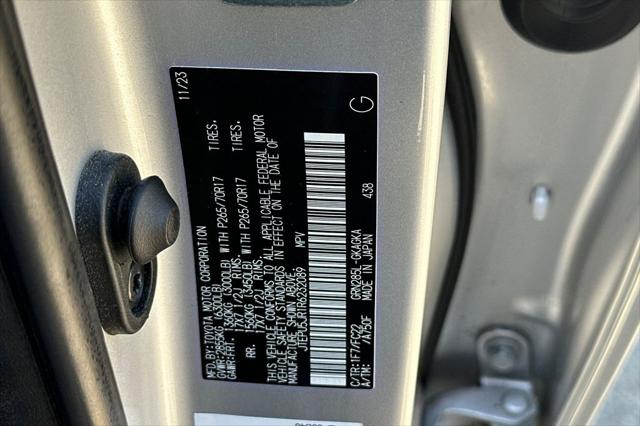 11/23
MFD.BY:TOYOTA MOTOR CORPORATION
GVWR:2855KG (6300LB)
GAWR:FRT. 1360KG (3000LB) WITH P265/70R17 TIRES,
17X7 1/2J RIMS,
RR. 1560KG (3450LB) WITH P265/70R17 TIRES,
17X7 1/2J RIMS,
THIS VEHICLE CONFORMS TO ALL APPLICABLE FEDERAL MOTOR
VEHICLE SAFETY STANDARDS IN EFFECT ON THE DATE OF
MANUFACTURE SHOWN ABOVE.
MPV
G
C/TR:1F7/FC22 GRN285L-GKAGKA
A/TM: /A750F MADE IN JAPAN 438